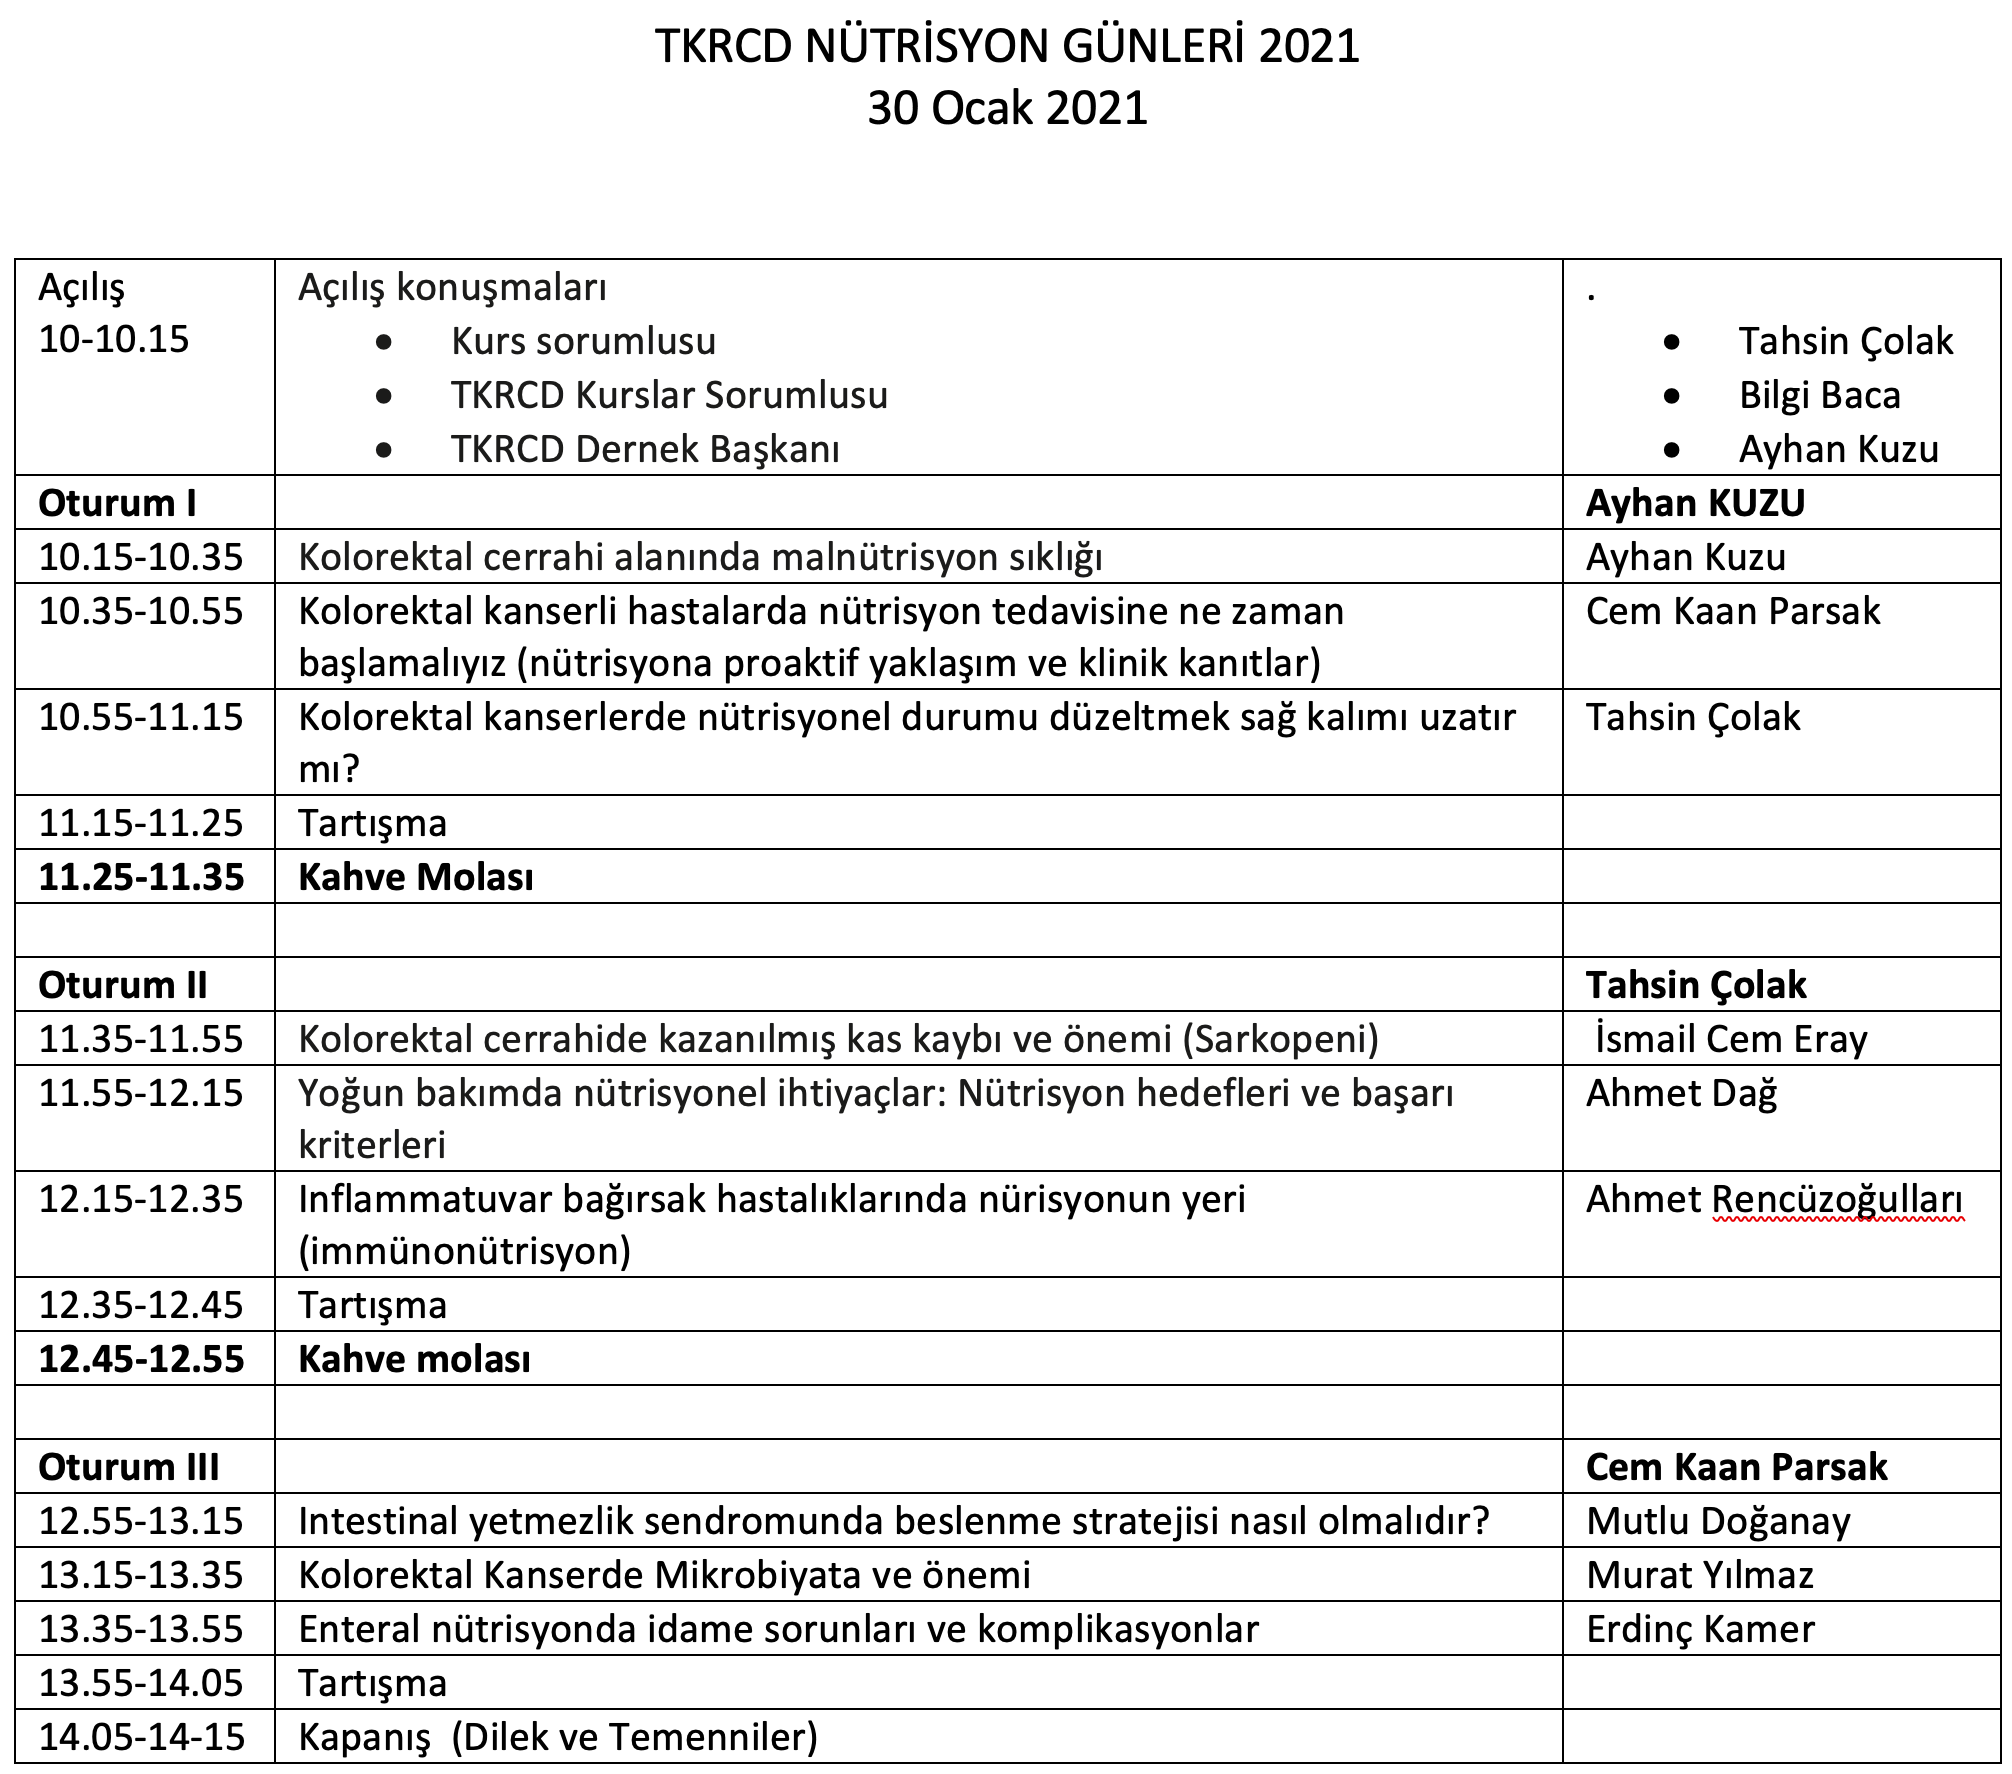 TKRCD NÜTRİSYON GÜNLERİ 2021
30 Ocak 2021
Açılış
10-10.15
Açılış konuşmaları
• Kurs sorumlusu
• TKRCD Kurslar Sorumlusu
• TKRCD Dernek Başkanı
.
• Tahsin Çolak
• Bilgi Baca
• Ayhan Kuzu
Oturum I
Ayhan KUZU
10.15-10.35
Kolorektal cerrahi alanında malnütrisyon sıklığı
Ayhan Kuzu
10.35-10.55
Kolorektal kanserli hastalarda nütrisyon tedavisine ne zaman
başlamalıyız (nütrisyona proaktif yaklaşım ve klinik kanıtlar)
Cem Kaan Parsak
10.55-11.15
Kolorektal kanserlerde nütrisyonel durumu düzeltmek sağ kalımı uzatır
mı?
Tahsin Çolak
11.15-11.25
Tartışma
11.25-11.35
Kahve Molası
Oturum II
Tahsin Çolak
11.35-11.55
Kolorektal cerrahide kazanılmış kas kaybı ve önemi (Sarkopeni)
İsmail Cem Eray
11.55-12.15
Yoğun bakımda nütrisyonel ihtiyaçlar: Nütrisyon hedefleri ve başarı
kriterleri
Ahmet Dağ
12.15-12.35
Inflammatuvar bağırsak hastalıklarında nürisyonun yeri
(immünonütrisyon)
Ahmet Rencüzoğulları
12.35-12.45
Tartışma
12.45-12.55
Kahve molası
Oturum III
Cem Kaan Parsak
12.55-13.15
Intestinal yetmezlik sendromunda beslenme stratejisi nasıl olmalıdır?
Mutlu Doğanay
13.15-13.35
Kolorektal Kanserde Mikrobiyata ve önemi
Murat Yılmaz
13.35-13.55
Enteral nütrisyonda idame sorunları ve komplikasyonlar
Erdinç Kamer
13.55-14.05
Tartışma
14.05-14-15
Kapanış  (Dilek ve Temenniler)